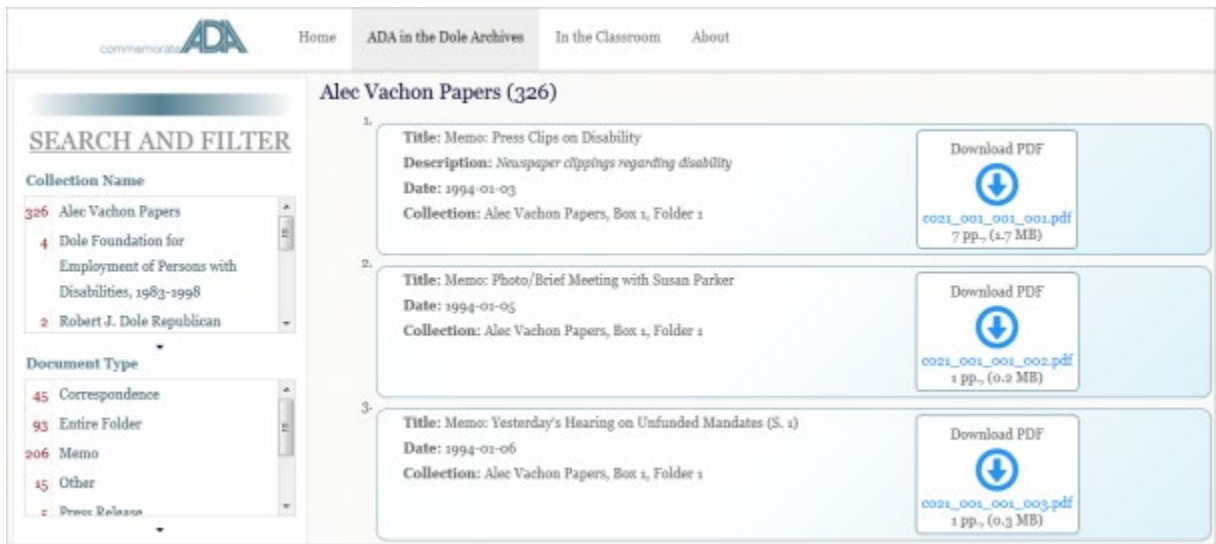 commemorate ADA
Home ADA in the Dole Archives In the Classroom About
SEARCH AND FILTER
Collection Name
326 Alec Vachon Papers
4 Dole Foundation for
Employment of Persons with
Disabilities, 1983-1998
2 Robert J. Dole Republican
Document Type
45 Correspondence
93 Entire Folder
206 Memo
15 Other
5 Press Release
Alec Vachon Papers (326)
1.
Title: Memo: Press Clips on Disability
Description: Newspaper clippings regarding disability
Date: 1994-01-03
Collection: Alec Vachon Papers, Box 1, Folder 1
Download PDF
c021_001_001_001.pdf
7 pp., (1.7 MB)
2.
Title: Memo: Photo/Brief Meeting with Susan Parker
Date: 1994-01-05
Collection: Alec Vachon Papers, Box 1, Folder 1
Download PDF
c021_001_001_002.pdf
1 pp., (0.2 MB)
3.
Title: Memo: Yesterday's Hearing on Unfunded Mandates (S. 1)
Date: 1994-01-06
Collection: Alec Vachon Papers, Box 1, Folder 1
Download PDF
c021_001_001_003.pdf
1 pp., (0.3 MB)